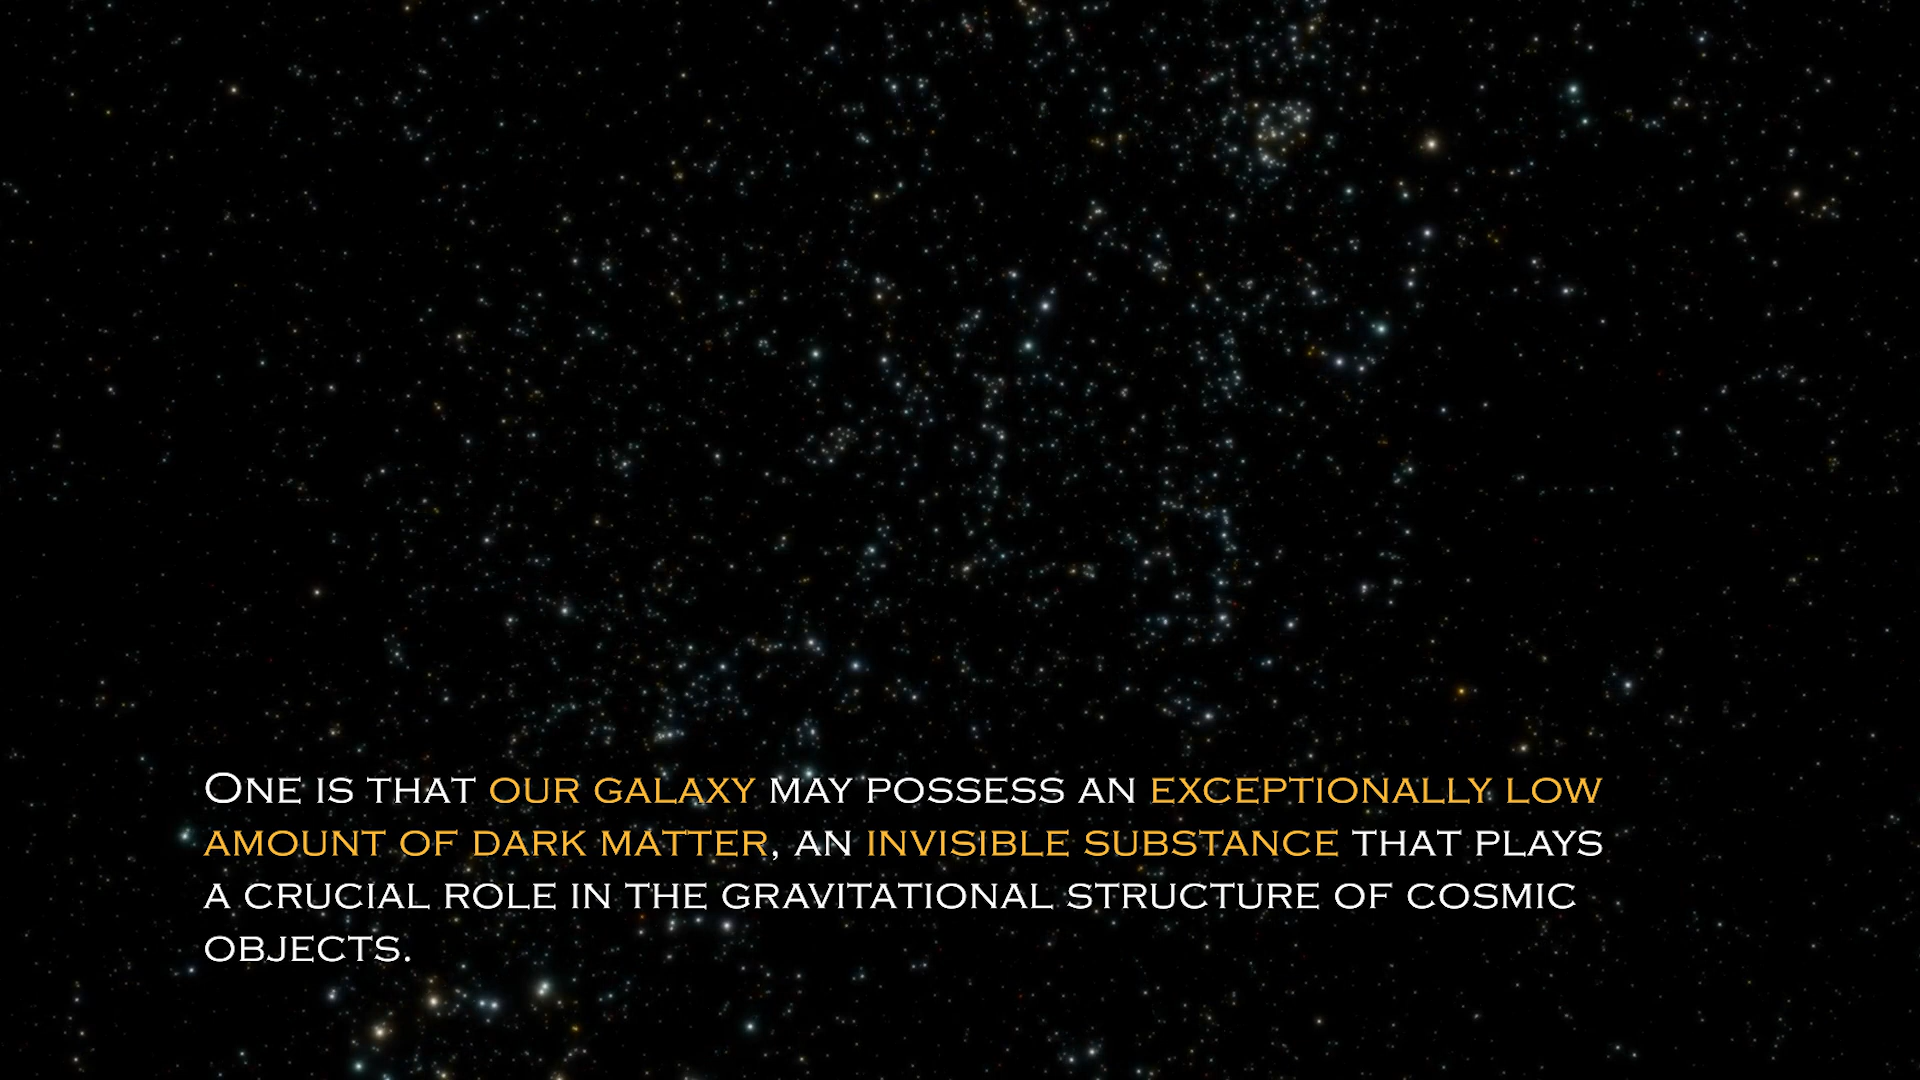 One is that our galaxy may possess an exceptionally low
amount of dark matter, an invisible substance that plays
a crucial role in the gravitational structure of cosmic
objects.